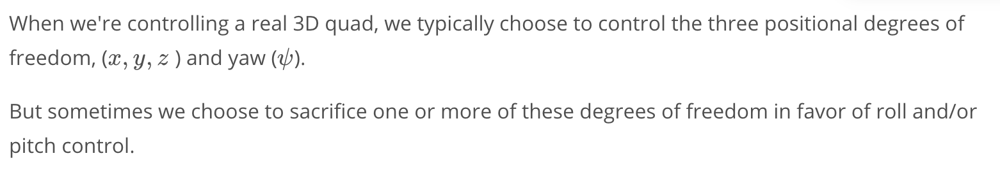 When we're controlling a real 3D quad, we typically choose to control the three positional degrees of
freedom, (x, y, z ) and yaw (ψ).
But sometimes we choose to sacrifice one or more of these degrees of freedom in favor of roll and/or
pitch control.